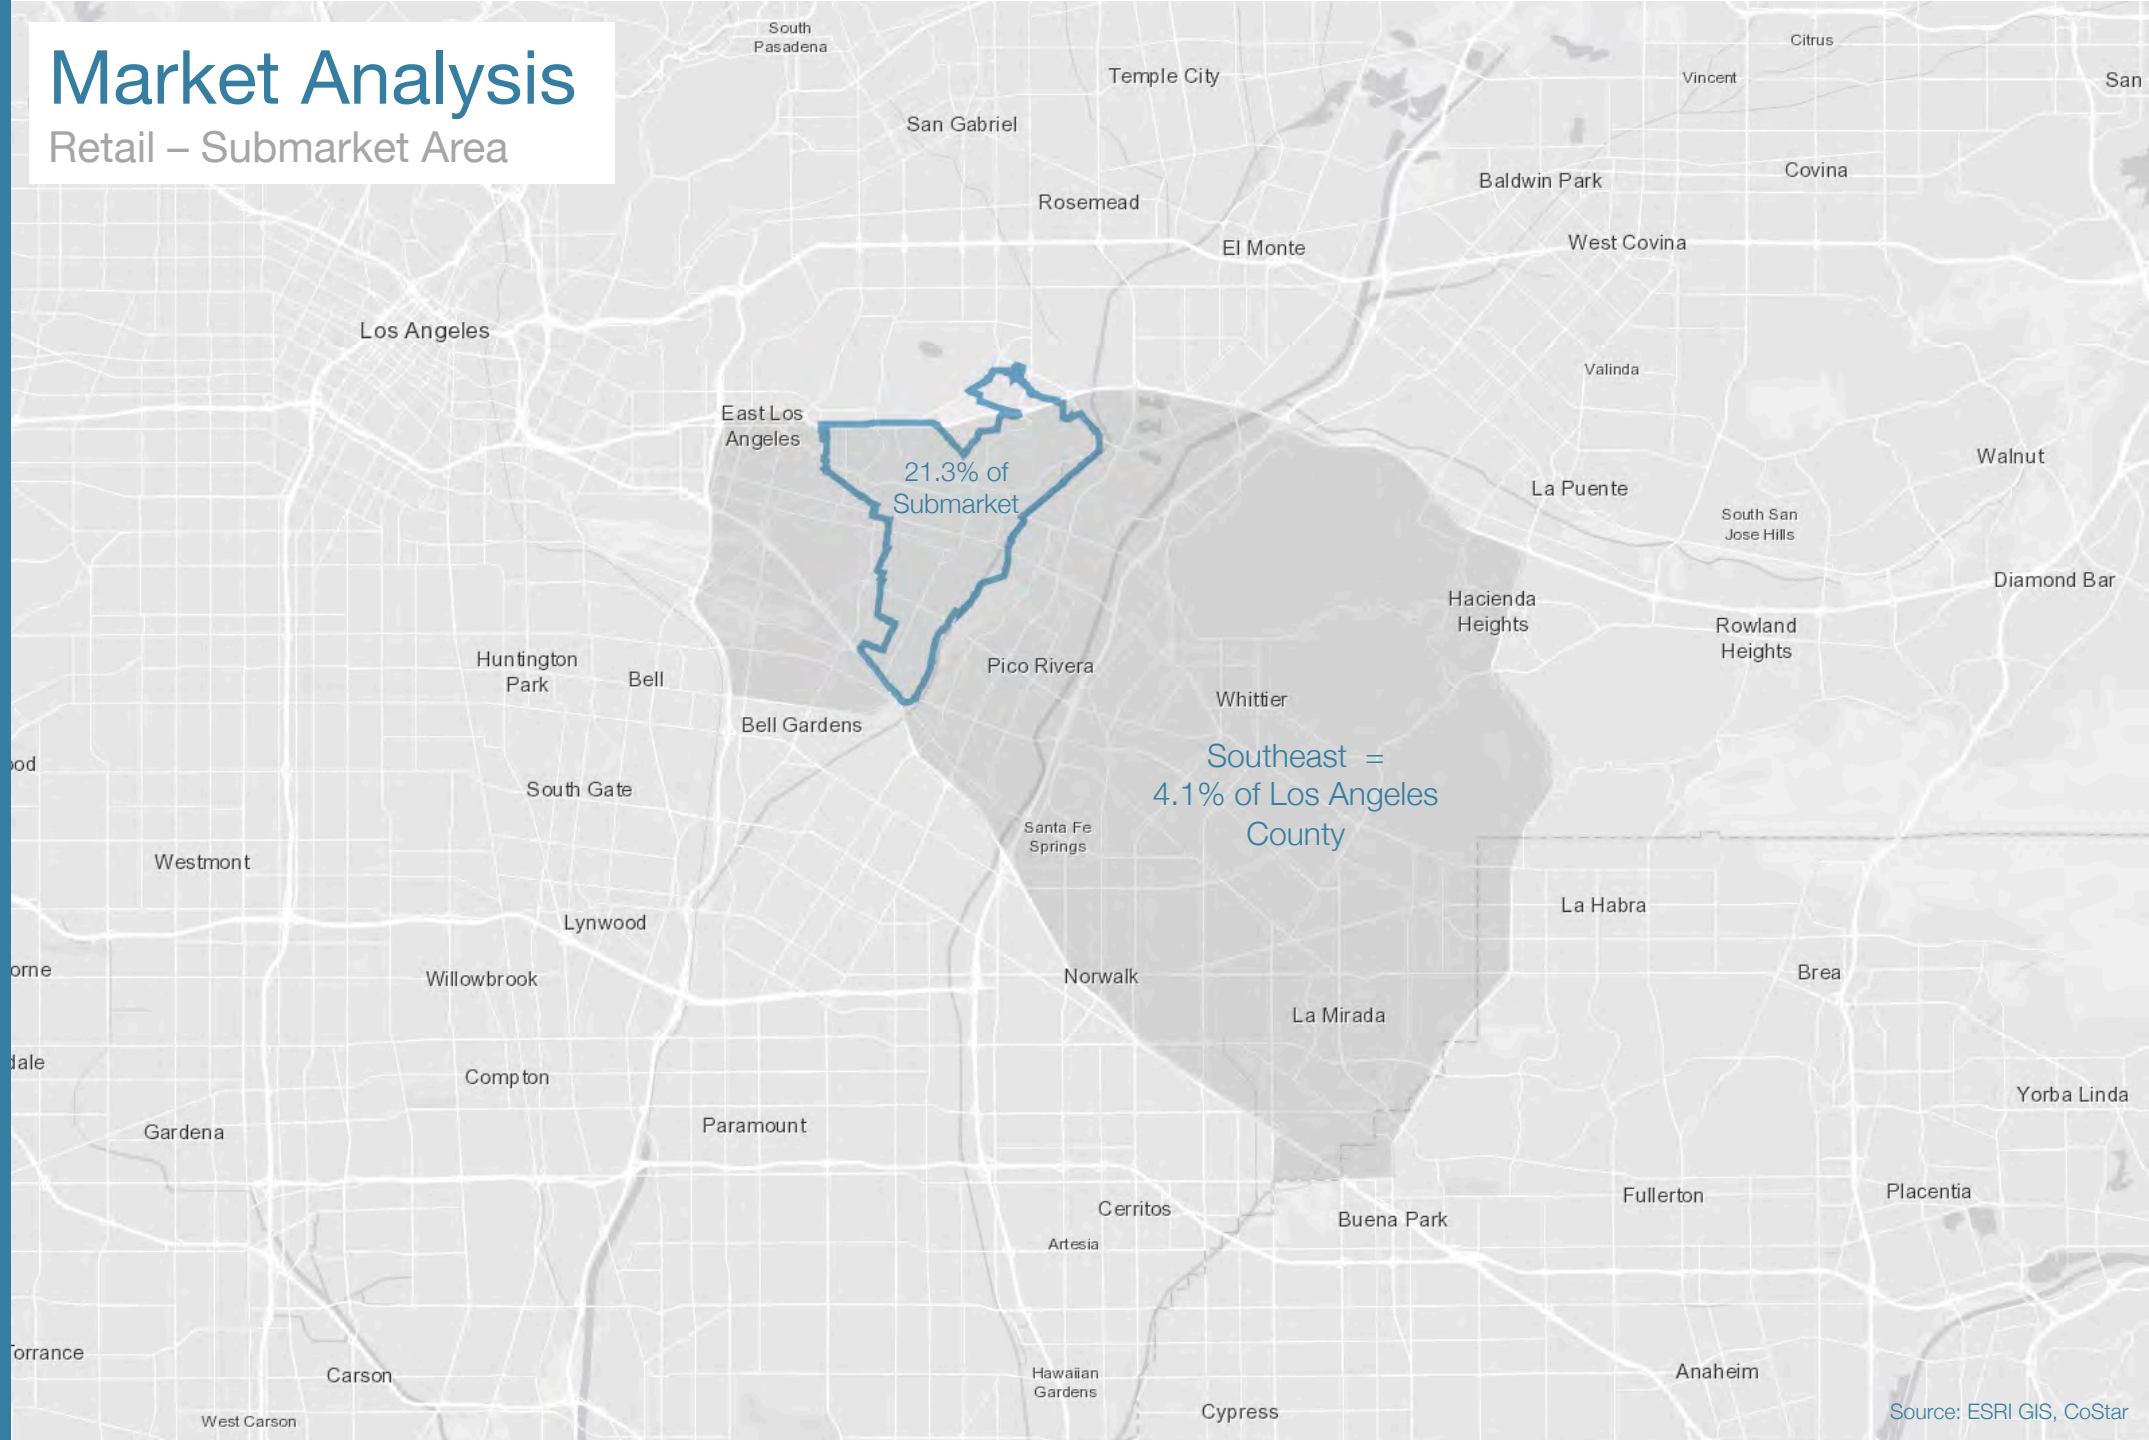 Market Analysis
Retail – Submarket Area
South
Pasadena
Citrus
Temple City
Vincent
San
San Gabriel
Covina
Baldwin Park
Rosemead
West Covina
El Monte
Los Angeles
Valinda
East Los
Angeles
Walnut
21.3% of
Submarket
La Puente
South San
Jose Hills
Diamond Bar
Hacienda
Heights
Rowland
Heights
Huntington
Park
Bell
Pico Rivera
Whittier
Bell Gardens
Southeast =
4.1% of Los Angeles
County
ood
South Gate
Santa Fe
Springs
Westmont
La Habra
Lynwood
orne
Willowbrook
Norwalk
Brea
La Mirada
dale
Compton
Yorba Linda
Gardena
Paramount
Fullerton
Placentia
Cerritos
Buena Park
Artesia
orrance
Carson
Hawaiian
Gardens
Anaheim
West Carson
Cypress
Source: ESRI GIS, CoStar